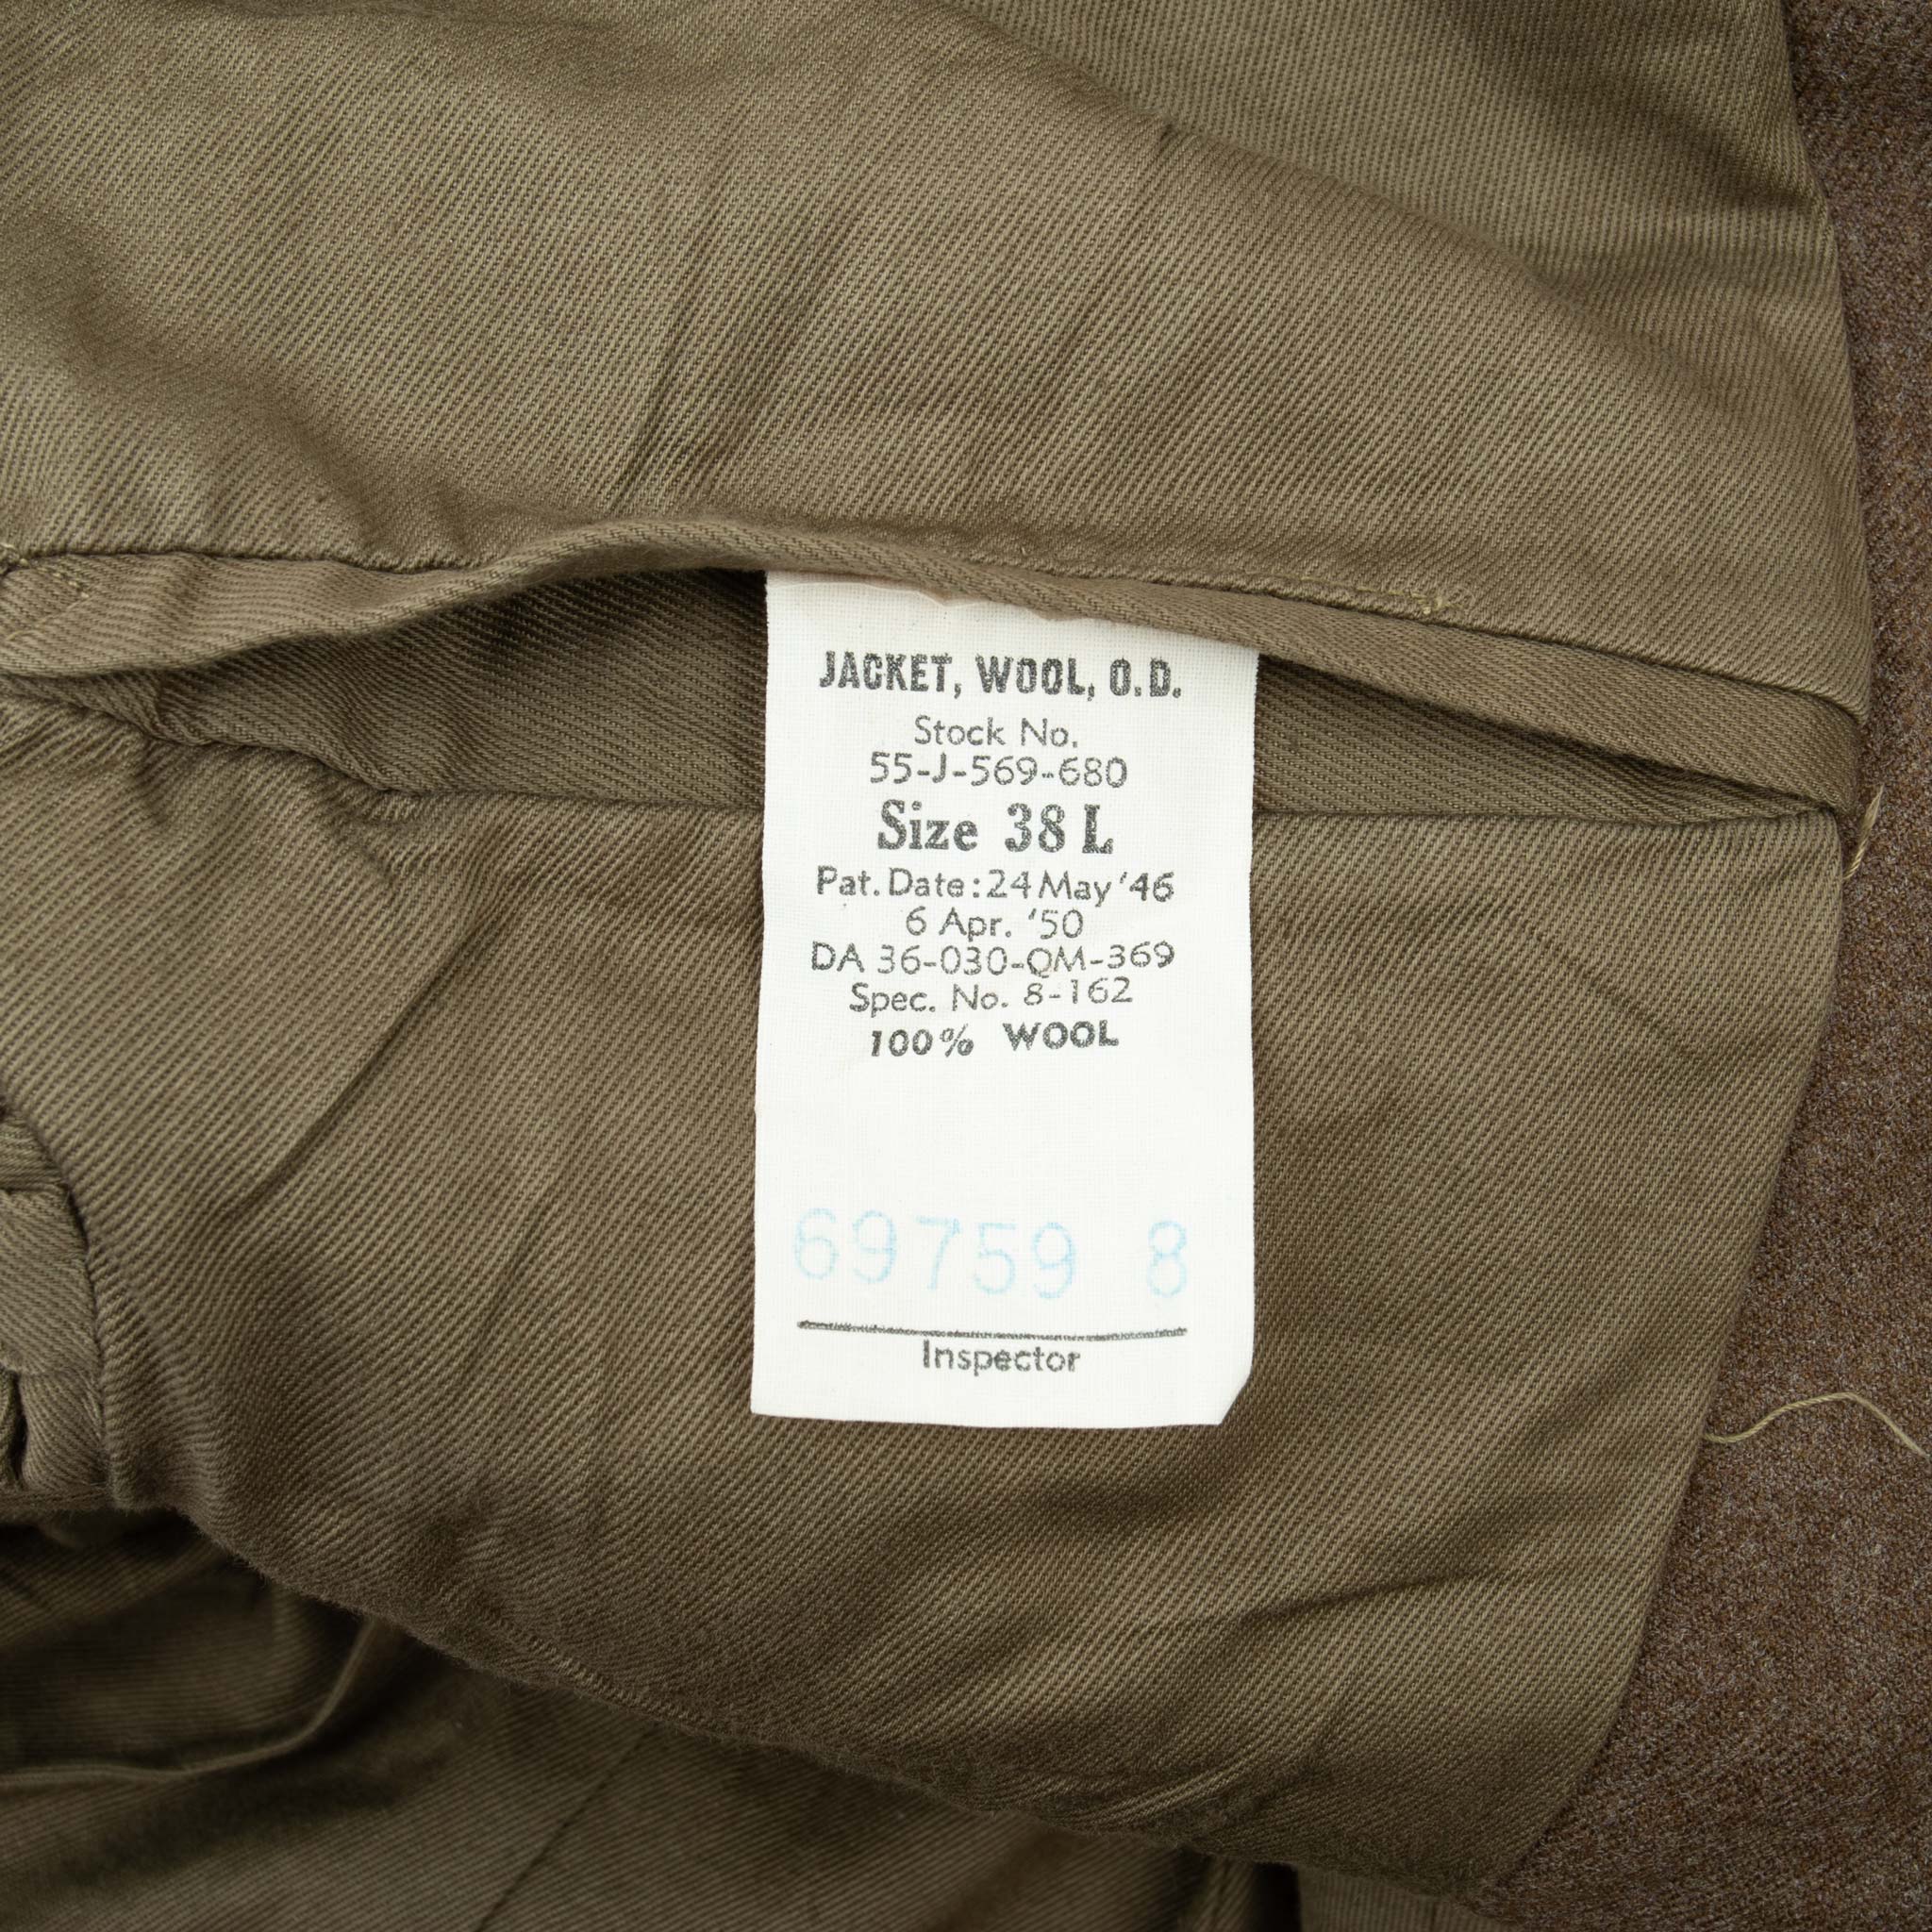 JACKET, WOOL, O.D.
Stock No.
55-J-569-680
Size 38 L
Pat. Date: 24 May '46
6 Apr. '50
DA 36-030-QM-369
Spec. No. 8-162
100% WOOL
69759 8
Inspector